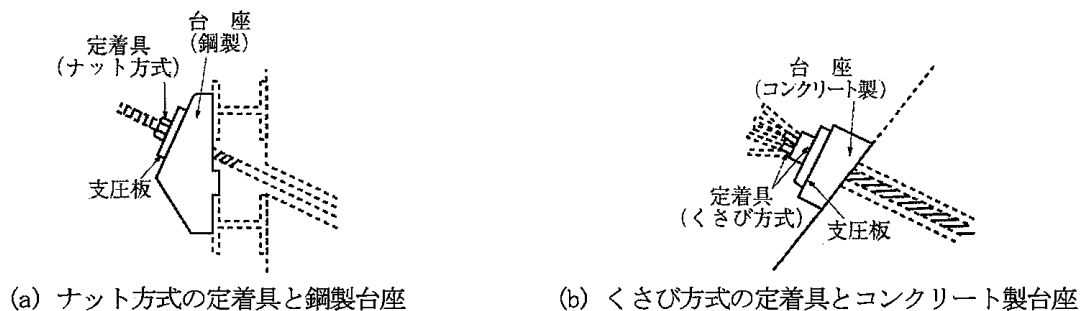 台 座
(鋼製)
定着具
(ナット方式)
支圧板
(a) ナット方式の定着具と鋼製台座
台 座
(コンクリート製)
定着具
(くさび方式)
支圧板
(b) くさび方式の定着具とコンクリート製台座